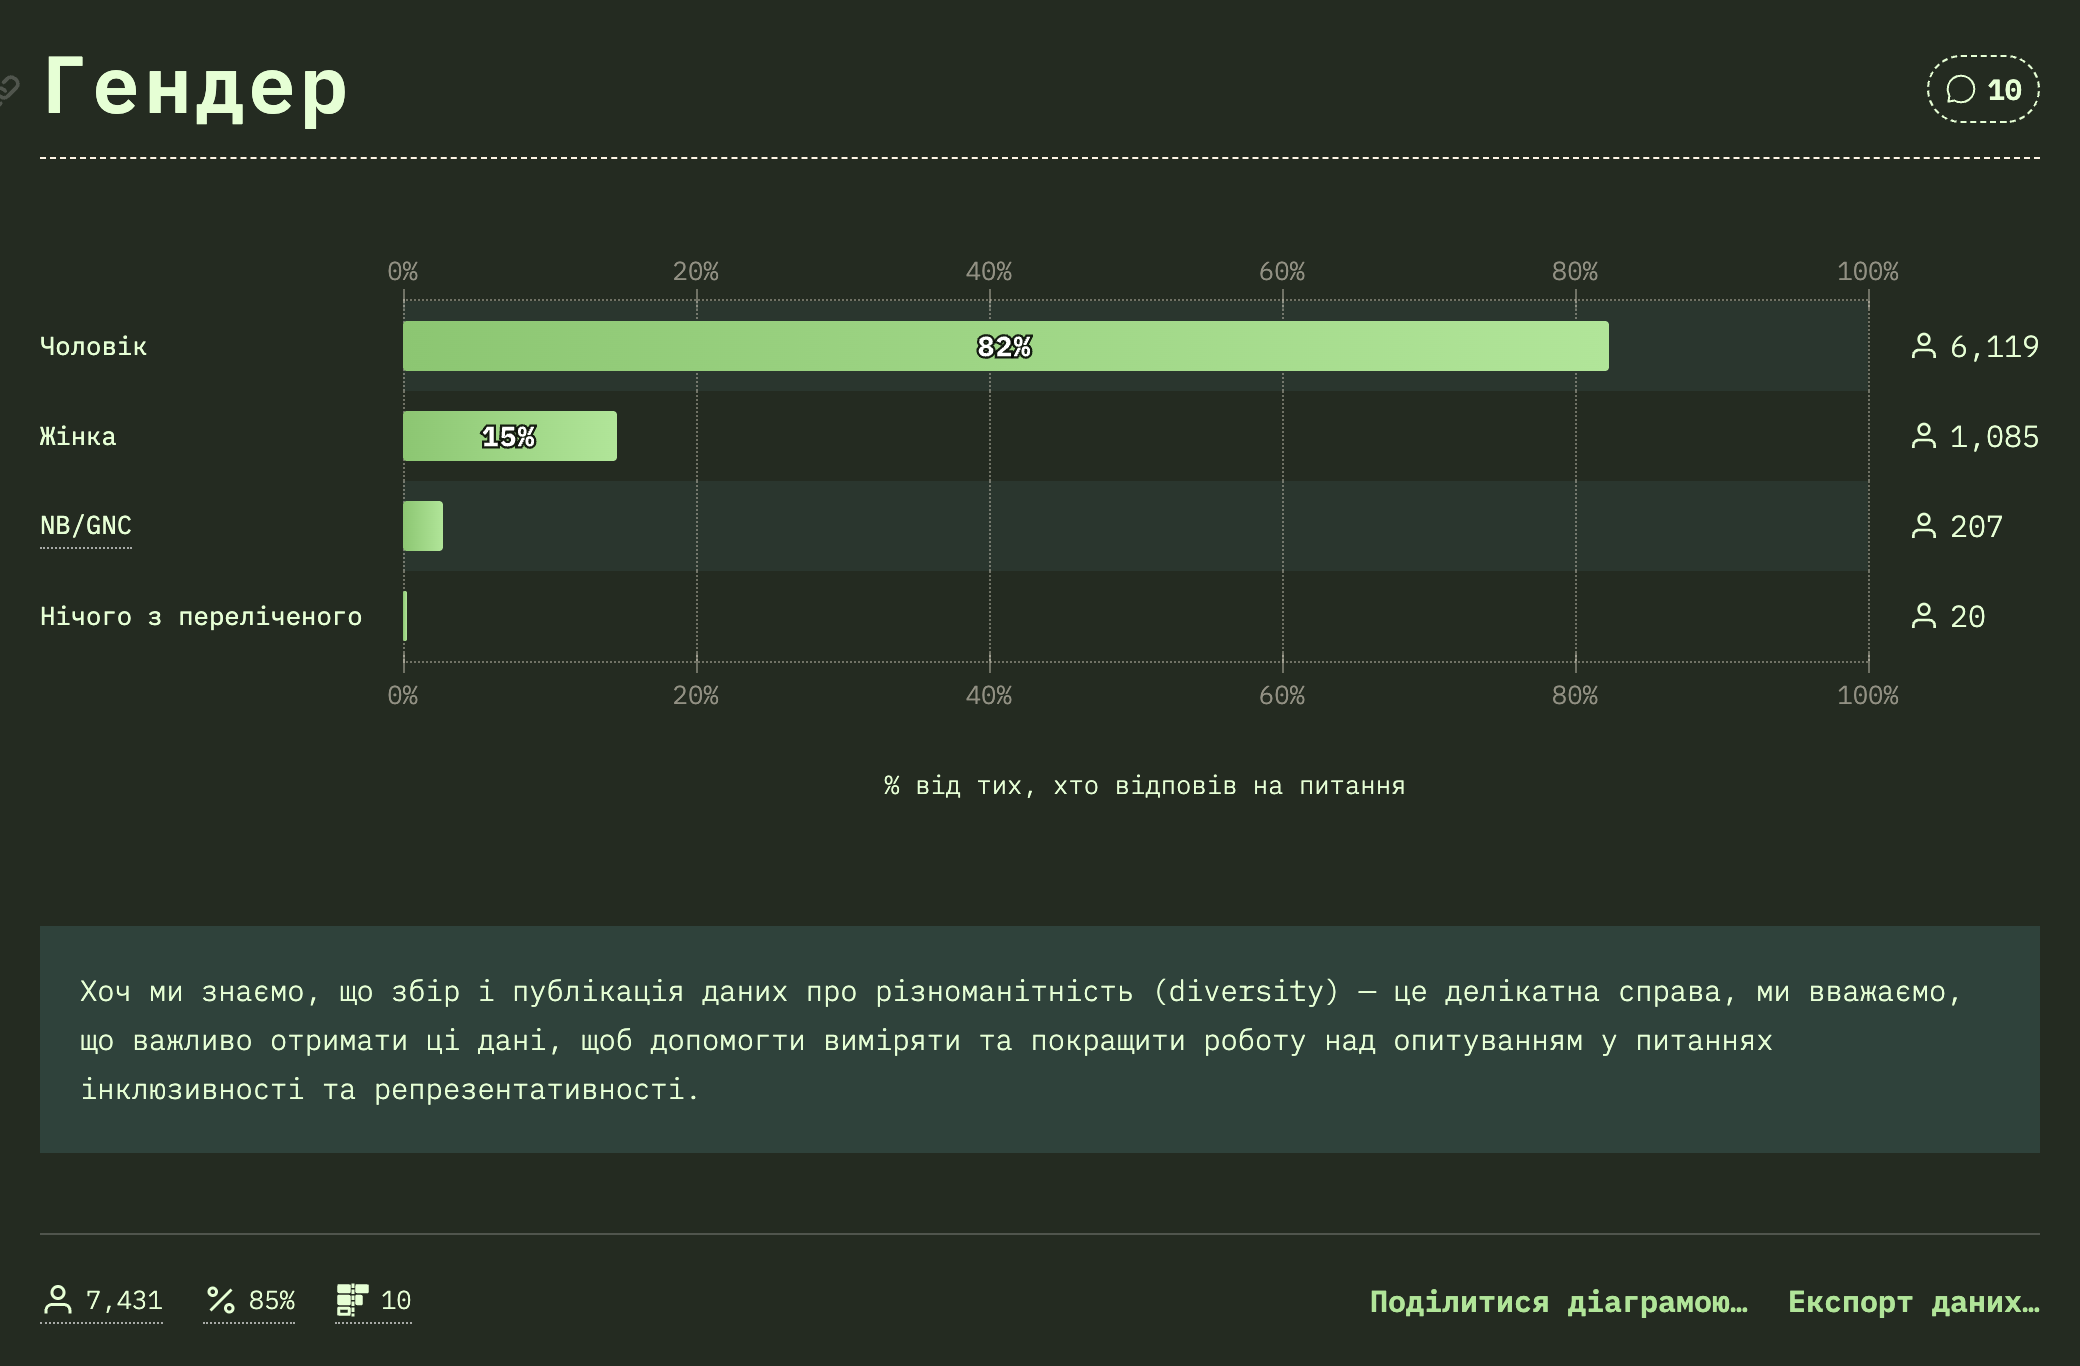 Гендер
10
0% 20% 40% 60% 80% 100%
Чоловік 82% 6,119
Жінка 15% 1,085
NB/GNC 207
Нічого з переліченого 20
0% 20% 40% 60% 80% 100%
% від тих, хто відповів на питання
Хоч ми знаємо, що збір і публікація даних про різноманітність (diversity) — це делікатна справа, ми вважаємо,
що важливо отримати ці дані, щоб допомогти виміряти та покращити роботу над опитуванням у питаннях
інклюзивності та репрезентативності.
7,431 85% 10 Поділитися діаграмою… Експорт даних…